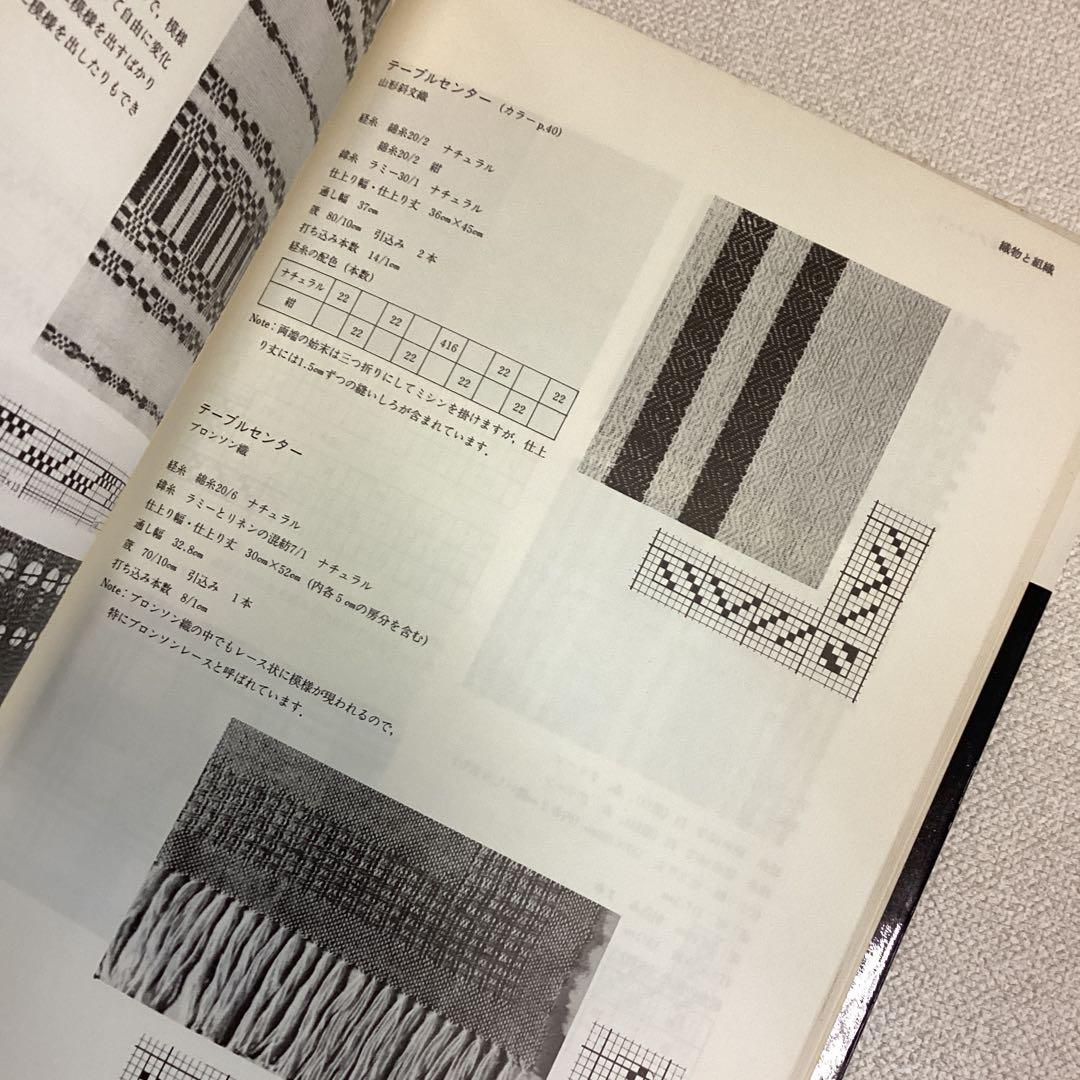 で、模様
て自由に変化
模様を出すばかり
模様を出したりもでき
テーブルセンター（カラーp.40）
山形斜文織
経糸 綿糸20/2 ナチュラル
綿糸20/2 紺
緯糸 ラミー30/1 ナチュラル
仕上り幅・仕上り丈 36cm×45cm
通し幅 37cm
筬 80/10cm 引込み 2本
打ち込み本数 14/1cm
経糸の配色（本数）
ナチュラル 22 22 416 22 22
紺 22 22 22 22
Note：両端の始末は三つ折りにしてミシンを掛けますが，仕上
り丈には1.5cmずつの縫いしろが含まれています．
テーブルセンター
ブロンソン織
経糸 綿糸20/6 ナチュラル
緯糸 ラミーとリネンの混紡7/1 ナチュラル
仕上り幅・仕上り丈 30cm×52cm（内各5cmの房分を含む）
通し幅 32.8cm
筬 70/10cm 引込み 1本
打ち込み本数 8/1cm
Note：ブロンソン織の中でもレース状に模様が現われるので，
特にブロンソンレースと呼ばれています．
織物と組織
×13